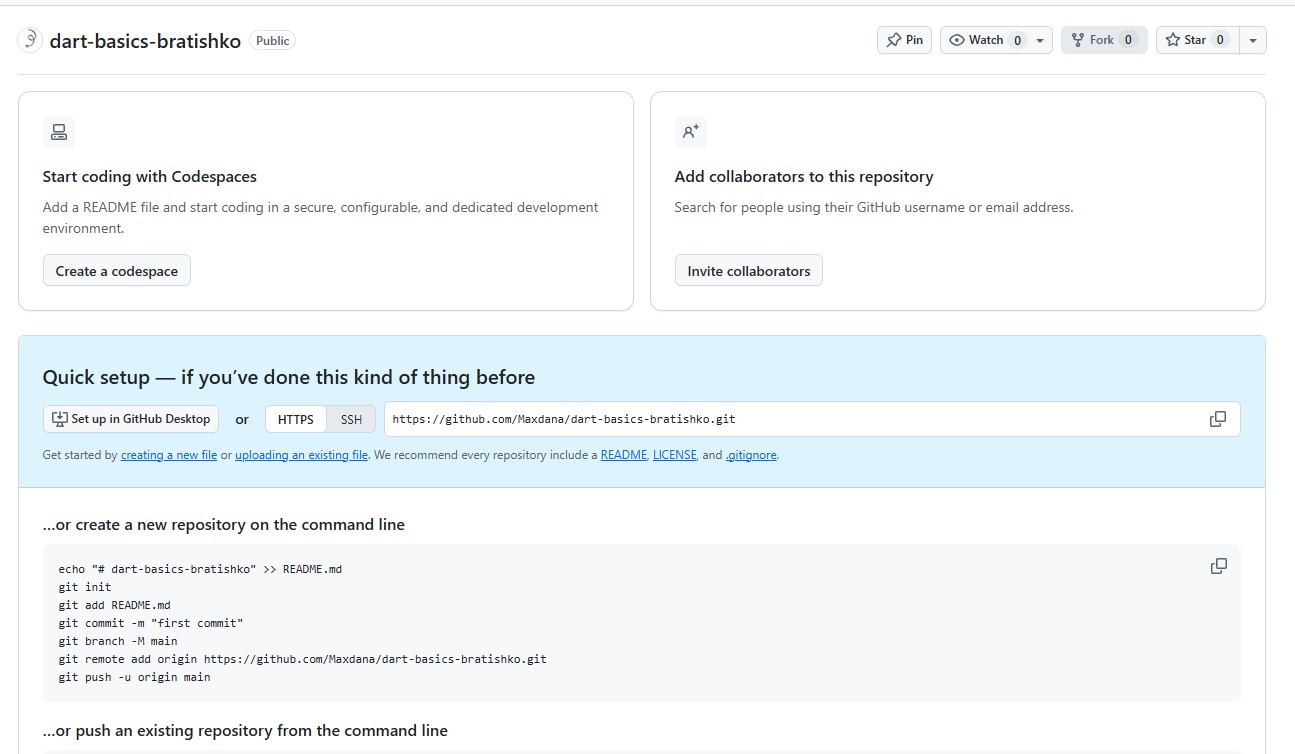 dart-basics-bratishko Public Pin Watch 0 Fork 0 Star 0
Start coding with Codespaces
Add a README file and start coding in a secure, configurable, and dedicated development
environment.
Create a codespace
Add collaborators to this repository
Search for people using their GitHub username or email address.
Invite collaborators
Quick setup — if you’ve done this kind of thing before
Set up in GitHub Desktop or HTTPS SSH https://github.com/Maxdana/dart-basics-bratishko.git
Get started by creating a new file or uploading an existing file. We recommend every repository include a README, LICENSE, and .gitignore.
…or create a new repository on the command line
echo "# dart-basics-bratishko" >> README.md
git init
git add README.md
git commit -m "first commit"
git branch -M main
git remote add origin https://github.com/Maxdana/dart-basics-bratishko.git
git push -u origin main
…or push an existing repository from the command line